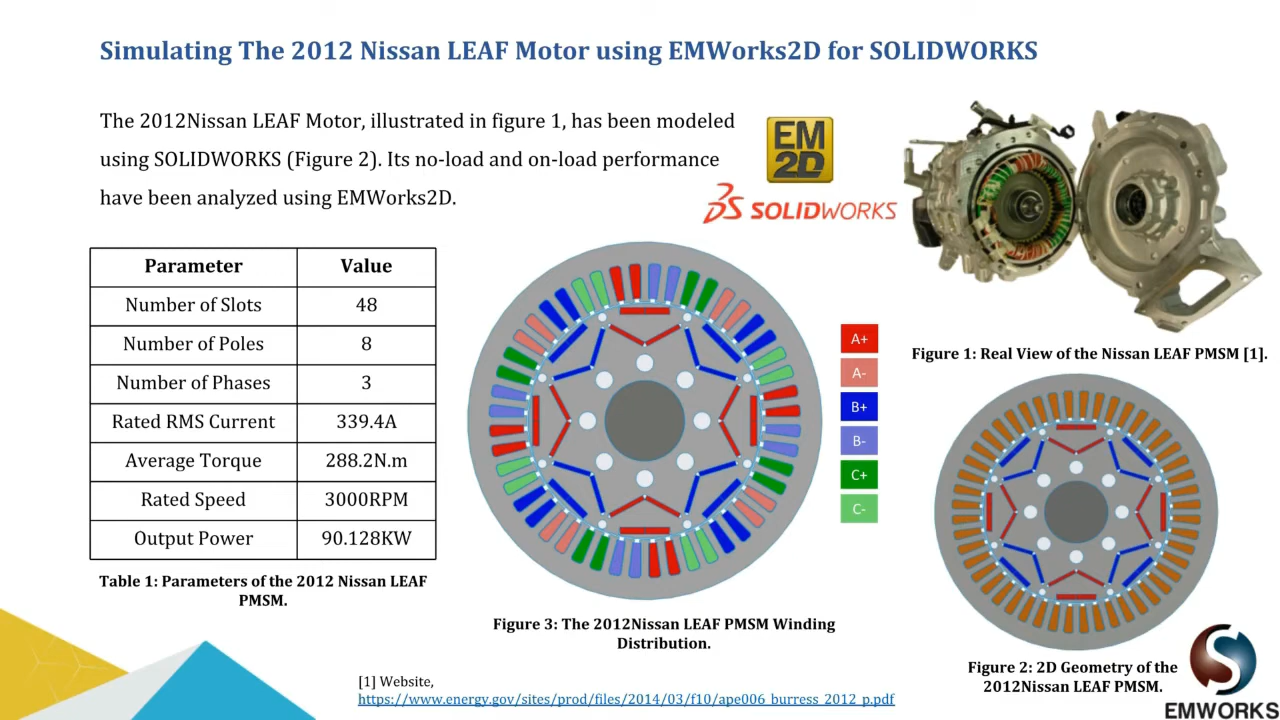 Simulating The 2012 Nissan LEAF Motor using EMWorks2D for SOLIDWORKS
The 2012Nissan LEAF Motor, illustrated in figure 1, has been modeled
using SOLIDWORKS (Figure 2). Its no-load and on-load performance
have been analyzed using EMWorks2D.
EM
2D
SOLIDWORKS
Parameter Value
Number of Slots 48
Number of Poles 8
Number of Phases 3
Rated RMS Current 339.4A
Average Torque 288.2N.m
Rated Speed 3000RPM
Output Power 90.128KW
Table 1: Parameters of the 2012 Nissan LEAF
PMSM.
A+
A-
B+
B-
C+
C-
Figure 3: The 2012Nissan LEAF PMSM Winding
Distribution.
Figure 1: Real View of the Nissan LEAF PMSM [1].
Figure 2: 2D Geometry of the
2012Nissan LEAF PMSM.
[1] Website,
https://www.energy.gov/sites/prod/files/2014/03/f10/ape006_burress_2012_p.pdf
EMWORKS